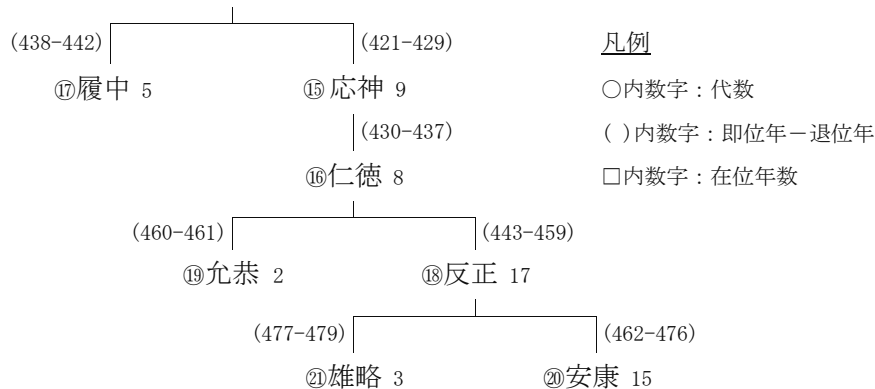 (438-442) (421-429) 凡例
⑰履中 5 ⑮応神 9 ○内数字：代数
(430-437) ( )内数字：即位年－退位年
⑯仁徳 8 □内数字：在位年数
(460-461) (443-459)
⑲允恭 2 ⑱反正 17
(477-479) (462-476)
㉑雄略 3 ⑳安康 15